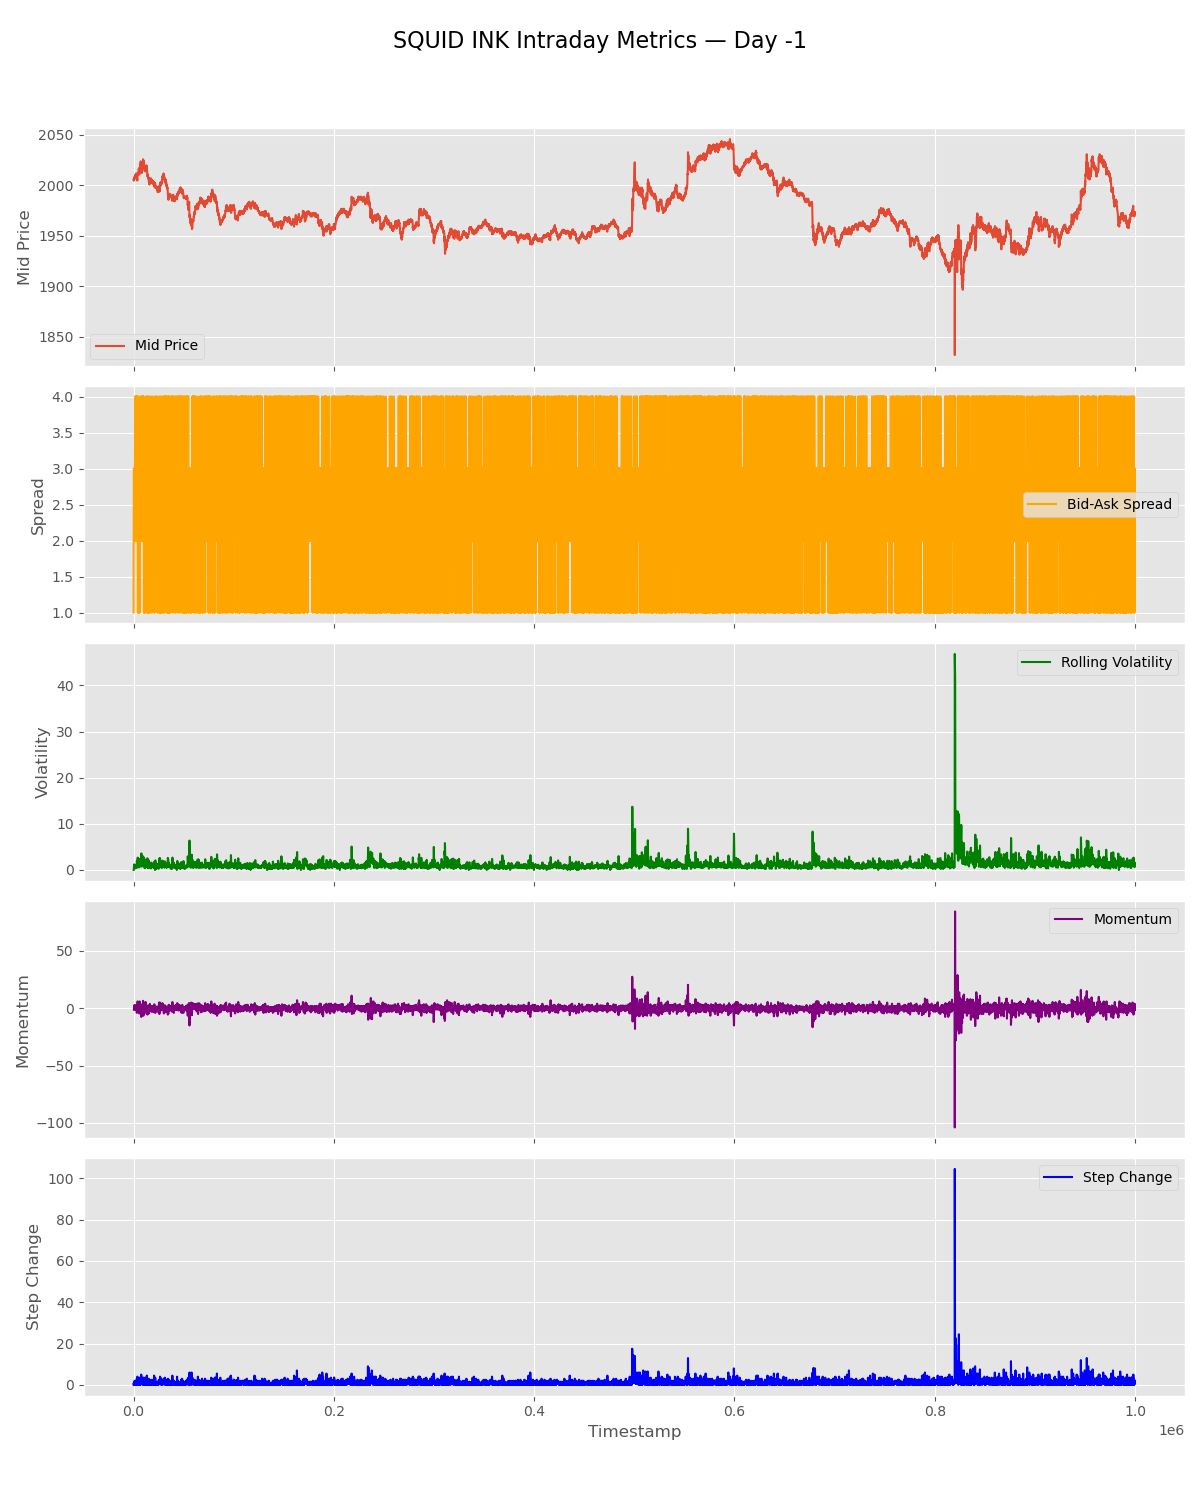 SQUID INK Intraday Metrics — Day -1
2050
2000
1950
1900
1850
Mid Price
Mid Price
4.0
3.5
3.0
2.5
2.0
1.5
1.0
Spread
Bid-Ask Spread
40
30
20
10
0
Volatility
Rolling Volatility
50
0
−50
−100
Momentum
Momentum
100
80
60
40
20
0
Step Change
Step Change
0.0 0.2 0.4 0.6 0.8 1.0
Timestamp
1e6